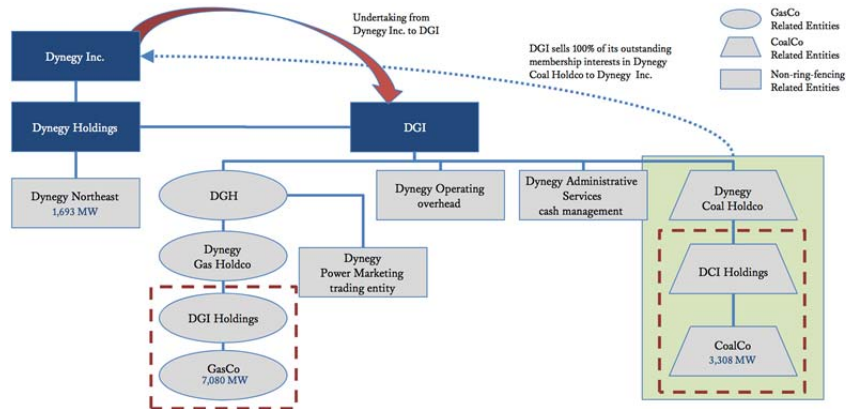 Undertaking from
Dynegy Inc. to DGI
GasCo
Related Entities
CoalCo
Related Entities
Non-ring-fencing
Related Entities
DGI sells 100% of its outstanding
membership interests in Dynegy
Coal Holdco to Dynegy Inc.
Dynegy Inc.
Dynegy Holdings
DGI
Dynegy Northeast
1,693 MW
DGH
Dynegy Operating
overhead
Dynegy Administrative
Services
cash management
Dynegy
Coal Holdco
Dynegy
Gas Holdco
Dynegy
Power Marketing
trading entity
DCI Holdings
DGI Holdings
GasCo
7,080 MW
CoalCo
3,308 MW